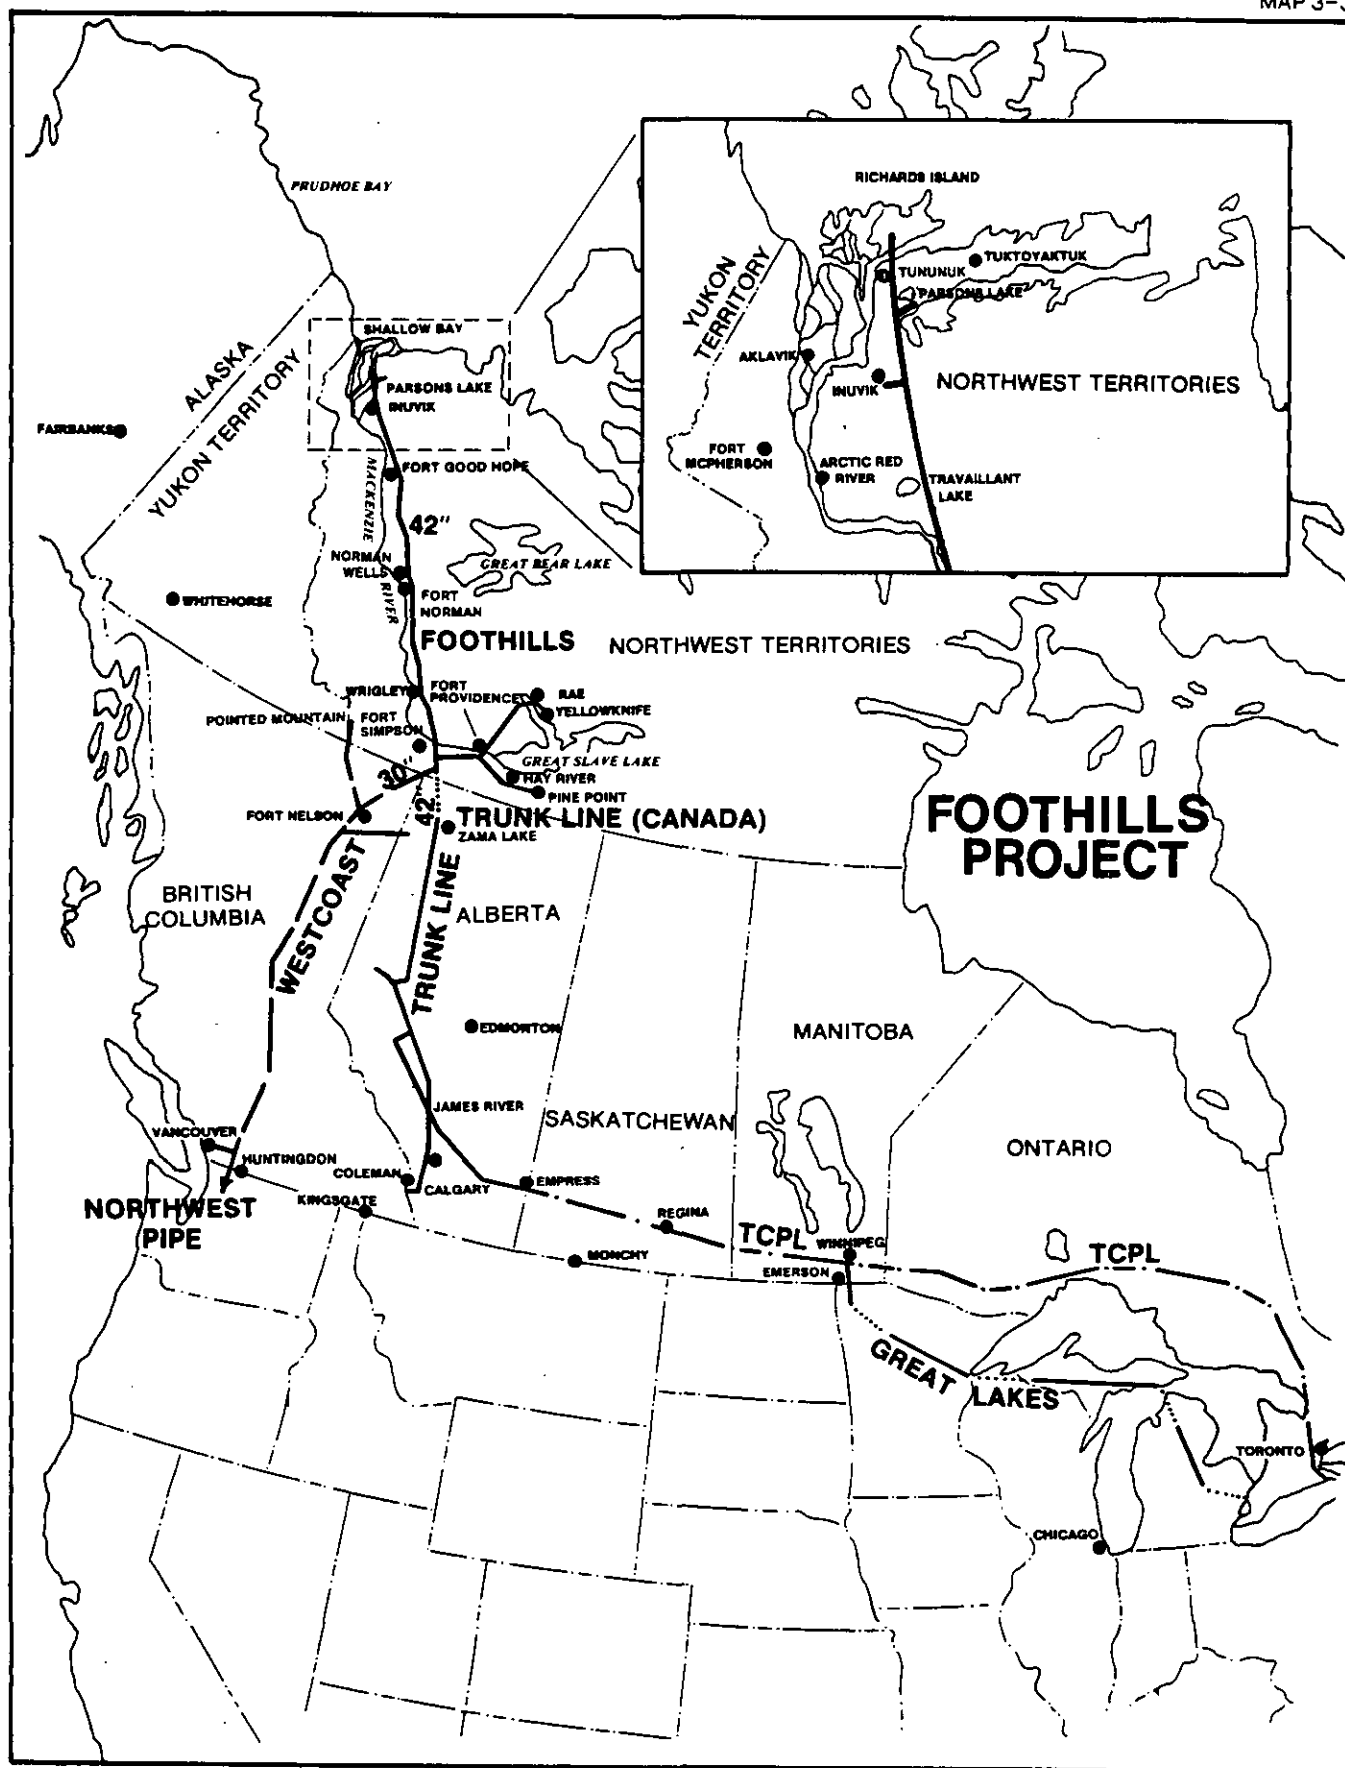 MAP 3-3
PRUDHOE BAY
RICHARDS ISLAND
YUKON
TERRITORY
TUKTOYAKTUK
TUNUNUK
PARSONS LAKE
AKLAVIK
INUVIK
NORTHWEST TERRITORIES
FORT
MCPHERSON
ARCTIC RED
RIVER
TRAVAILLANT
LAKE
SHALLOW BAY
ALASKA
YUKON TERRITORY
PARSONS LAKE
INUVIK
FAIRBANKS
MACKENZIE
RIVER
FORT GOOD HOPE
42"
NORMAN
WELLS
GREAT BEAR LAKE
FORT
NORMAN
WHITEHORSE
FOOTHILLS
NORTHWEST TERRITORIES
WRIGLEY
FORT
PROVIDENCE
RAE
YELLOWKNIFE
POINTED MOUNTAIN
FORT
SIMPSON
GREAT SLAVE LAKE
HAY RIVER
PINE POINT
30"
42"
FORT NELSON
TRUNK LINE (CANADA)
ZAMA LAKE
FOOTHILLS
PROJECT
BRITISH
COLUMBIA
WESTCOAST
TRUNK LINE
ALBERTA
EDMONTON
MANITOBA
JAMES RIVER
SASKATCHEWAN
ONTARIO
VANCOUVER
HUNTINGDON
COLEMAN
CALGARY
EMPRESS
KINGSGATE
NORTHWEST
PIPE
REGINA
TCPL
WINNIPEG
MONCHY
EMERSON
TCPL
GREAT
LAKES
TORONTO
CHICAGO